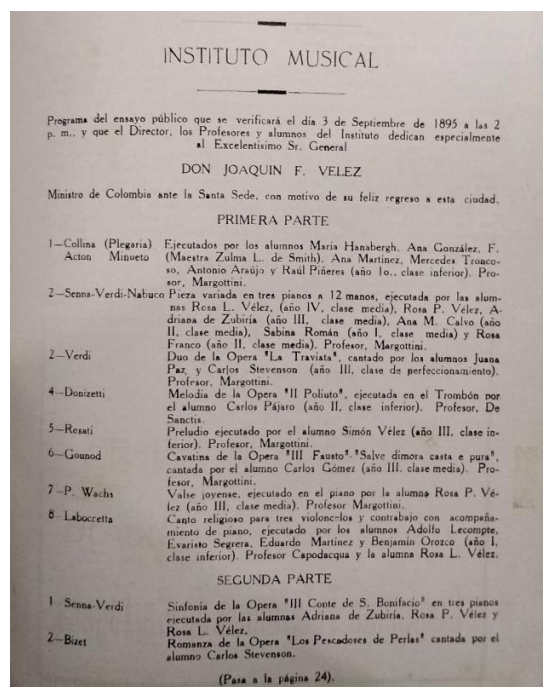 INSTITUTO MUSICAL
Programa del ensayo público que se verificará el día 3 de Septiembre de 1895 a las 2
p. m., y que el Director, los Profesores y alumnos del Instituto dedican especialmente
al Excelentísimo Sr. General
DON JOAQUIN F. VELEZ
Ministro de Colombia ante la Santa Sede, con motivo de su feliz regreso a esta ciudad.
PRIMERA PARTE
1—Collina (Plegaria) Ejecutados por los alumnos María Hanabergh, Ana González, F.
Acton Minueto (Maestra Zulma L. de Smith). Ana Martínez, Mercedes Tronco-
so, Antonio Araújo y Raúl Piñeres (año 1o., clase inferior). Pro-
sor, Margottini.
2—Senna-Verdi-Nabuco Pieza variada en tres pianos a 12 manos, ejecutada por las alum-
nas Rosa L. Vélez, (año IV, clase media), Rosa P. Vélez, A-
driana de Zubiría (año III, clase media), Ana M. Calvo (año
II, clase media), Sabina Román (año I, clase media) y Rosa
Franco (año II, clase media). Profesor, Margottini.
2—Verdi Duo de la Opera "La Traviata", cantado por los alumnos Juana
Paz y Carlos Stevenson (año III, clase de perfeccionamiento).
Profesor, Margottini.
4—Donizetti Melodía de la Opera "II Poliuto", ejecutada en el Trombón por
el alumno Carlos Pájaro (año II, clase inferior). Profesor, De
Sanctis.
5—Rosati Preludio ejecutado por el alumno Simón Vélez (año III, clase in-
ferior). Profesor, Margottini.
6—Gounod Cavatina de la Opera "III Fausto"-"Salve dimora casta e pura",
cantada por el alumno Carlos Gómez (año III, clase media). Pro-
fesor, Margottini.
7—P. Wachs Valse joyense, ejecutado en el piano por la alumna Rosa P. Vé-
lez (año III, clase media). Profesor Margottini.
8—Laboccetta Canto religioso para tres violoncelos y contrabajo con acompaña-
miento de piano, ejecutado por los alumnos Adolfo Lecompte,
Evaristo Segrera, Eduardo Martínez y Benjamín Orozco (año I,
clase inferior). Profesor Capodacqua y la alumna Rosa L. Vélez.
SEGUNDA PARTE
1 Senna-Verdi Sinfonía de la Opera "III Conte de S. Bonifacio" en tres pianos
ejecutada por las alumnas Adriana de Zubiría, Rosa P. Vélez y
Rosa L. Vélez.
2—Bizet Romanza de la Opera "Los Pescadoses de Perlas" cantada por el
alumno Carlos Stevenson.
(Pasa a la página 24).